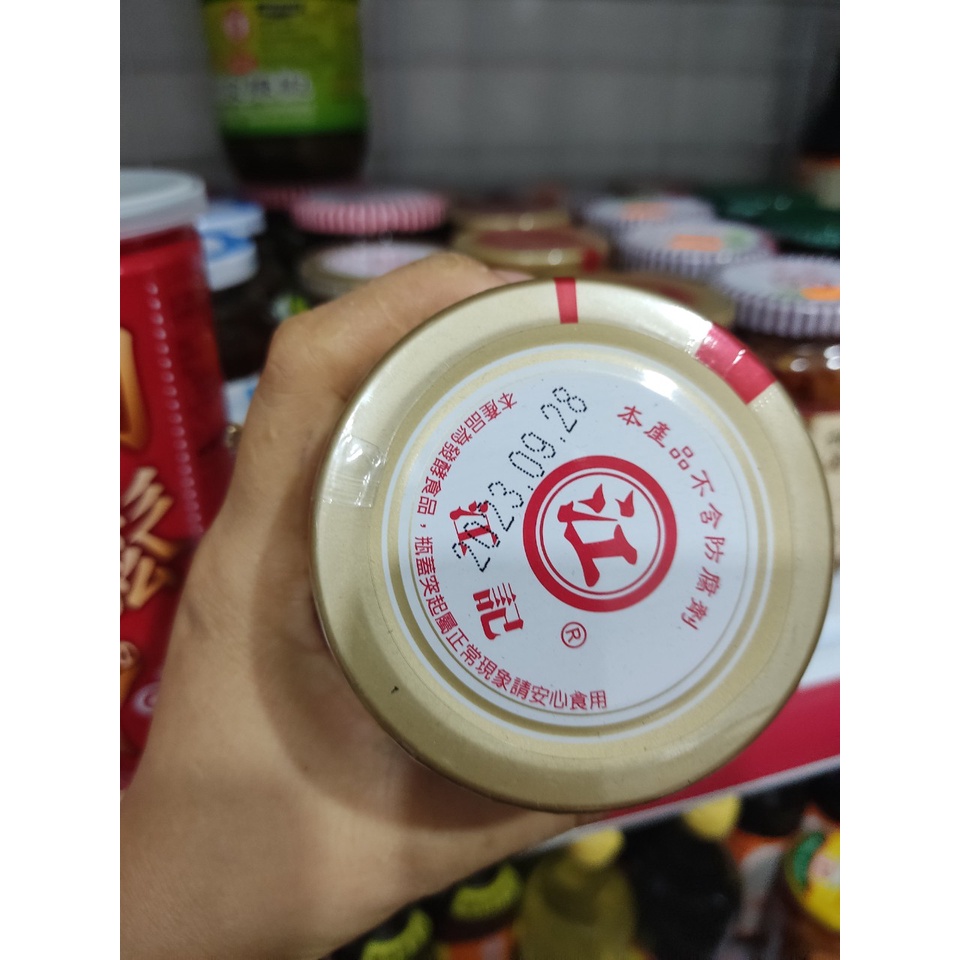 本產品不含防腐劑
江
江記
®
2023.09.28
本產品為發酵食品，瓶蓋突起屬正常現象請安心食用